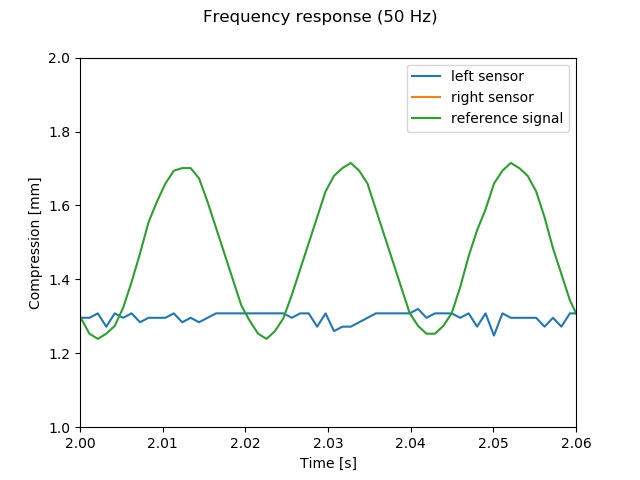 Frequency response (50 Hz)
2.0
1.8
1.6
1.4
1.2
1.0
Compression [mm]
left sensor
right sensor
reference signal
2.00 2.01 2.02 2.03 2.04 2.05 2.06
Time [s]